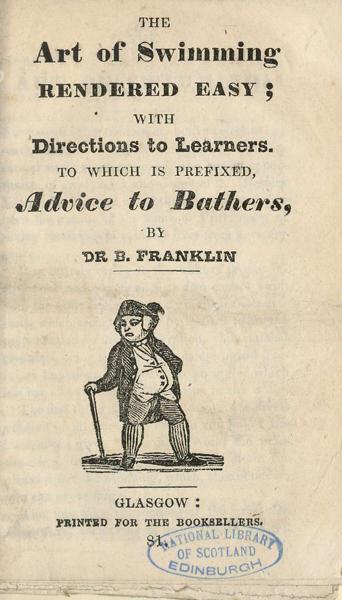 THE
Art of Swimming
RENDERED EASY;
WITH
Directions to Learners.
TO WHICH IS PREFIXED,
Advice to Bathers,
BY
DR B. FRANKLIN
GLASGOW:
PRINTED FOR THE BOOKSELLERS.
81.
NATIONAL LIBRARY
OF SCOTLAND
EDINBURGH